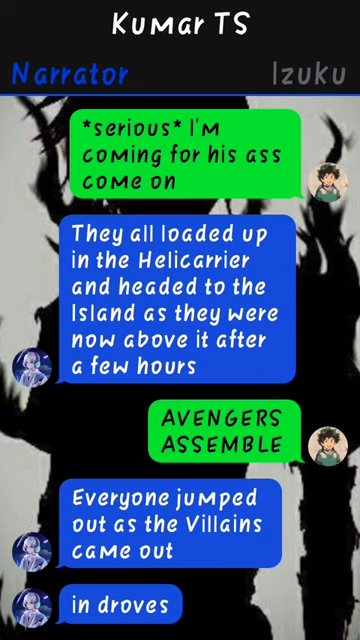 Kumar TS
Narrator
Izuku
*serious* I'm
coming for his ass
come on
They all loaded up
in the Helicarrier
and headed to the
Island as they were
now above it after
a few hours
AVENGERS
ASSEMBLE
Everyone jumped
out as the Villains
came out
in droves